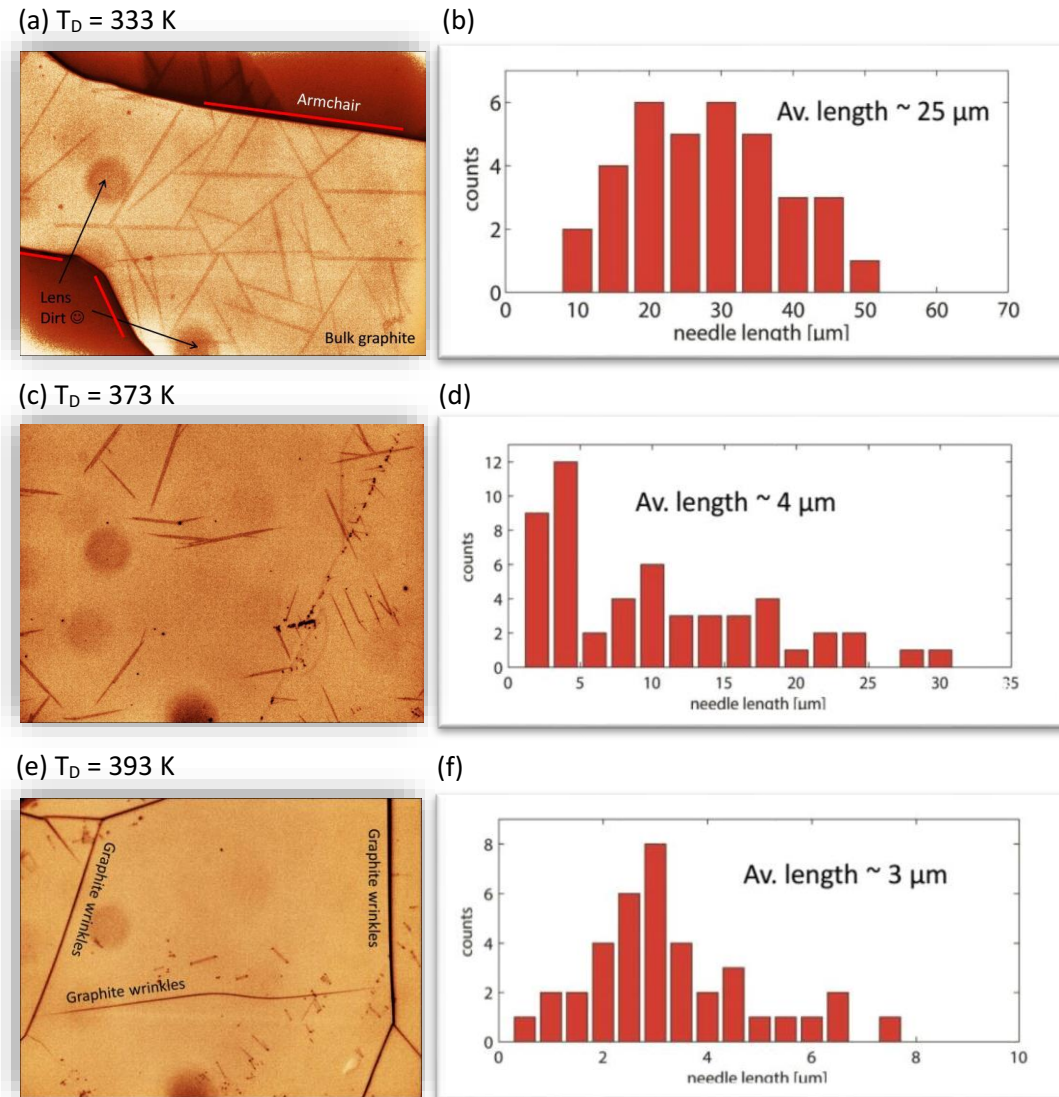 (a) T_D = 333 K
(b)
Armchair
Lens
Dirt ☺
Bulk graphite
Av. length ~ 25 µm
counts
6
4
2
0
0 10 20 30 40 50 60 70
needle length [µm]
(c) T_D = 373 K
(d)
Av. length ~ 4 µm
counts
12
10
8
6
4
2
0
0 5 10 15 20 25 30 35
needle length [µm]
(e) T_D = 393 K
(f)
Graphite wrinkles
Graphite wrinkles
Graphite wrinkles
Av. length ~ 3 µm
counts
8
6
4
2
0
0 2 4 6 8 10
needle length [µm]